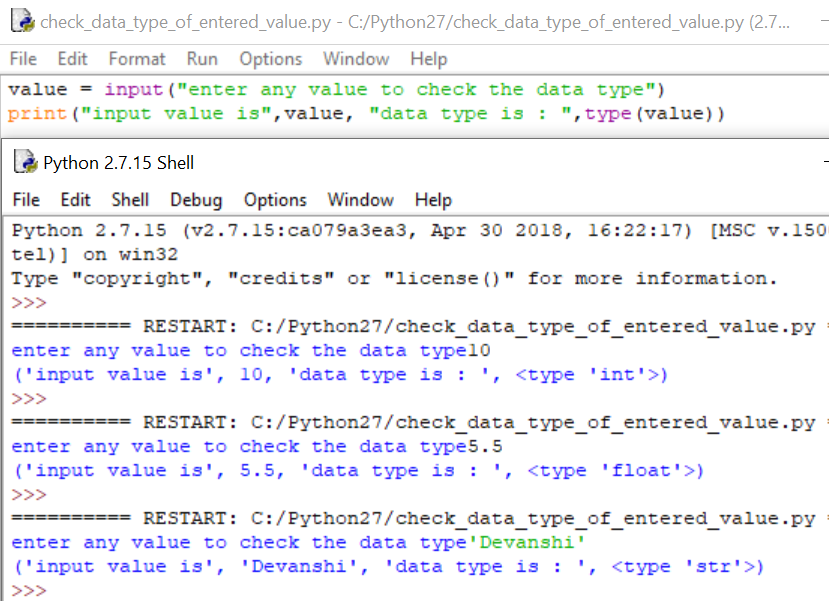 check_data_type_of_entered_value.py - C:/Python27/check_data_type_of_entered_value.py (2.7...
File Edit Format Run Options Window Help
value = input("enter any value to check the data type")
print("input value is",value, "data type is : ",type(value))
Python 2.7.15 Shell
File Edit Shell Debug Options Window Help
Python 2.7.15 (v2.7.15:ca079a3ea3, Apr 30 2018, 16:22:17) [MSC v.150
tel)] on win32
Type "copyright", "credits" or "license()" for more information.
>>>
========== RESTART: C:/Python27/check_data_type_of_entered_value.py =
enter any value to check the data type10
('input value is', 10, 'data type is : ', <type 'int'>)
>>>
========== RESTART: C:/Python27/check_data_type_of_entered_value.py =
enter any value to check the data type5.5
('input value is', 5.5, 'data type is : ', <type 'float'>)
>>>
========== RESTART: C:/Python27/check_data_type_of_entered_value.py =
enter any value to check the data type'Devanshi'
('input value is', 'Devanshi', 'data type is : ', <type 'str'>)
>>>